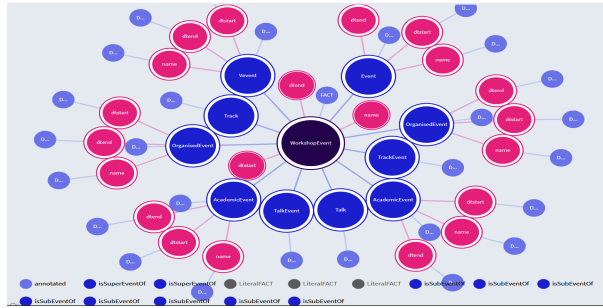 D...
dtend
D...
dtstart
D...
dtend
D...
dtstart
D...
D...
name
name
Vevent
Event
D...
dtend
FACT
D...
dtend
D...
dtstart
Track
name
OrganisedEvent
D...
dtstart
D...
D...
dtend
D...
OrganisedEvent
WorkshopEvent
TrackEvent
name
D...
D...
name
dtstart
D...
D...
AcademicEvent
D...
TalkEvent
Talk
AcademicEvent
dtstart
D...
D...
dtend
D...
name
D...
D...
dtstart
name
D...
D...
dtend
D...
D...
annotated
isSuperEventOf
isSuperEventOf
LiteralFACT
LiteralFACT
LiteralFACT
isSubEventOf
isSubEventOf
isSubEventOf
isSubEventOf
isSubEventOf
isSubEventOf
isSubEventOf
isSubEventOf